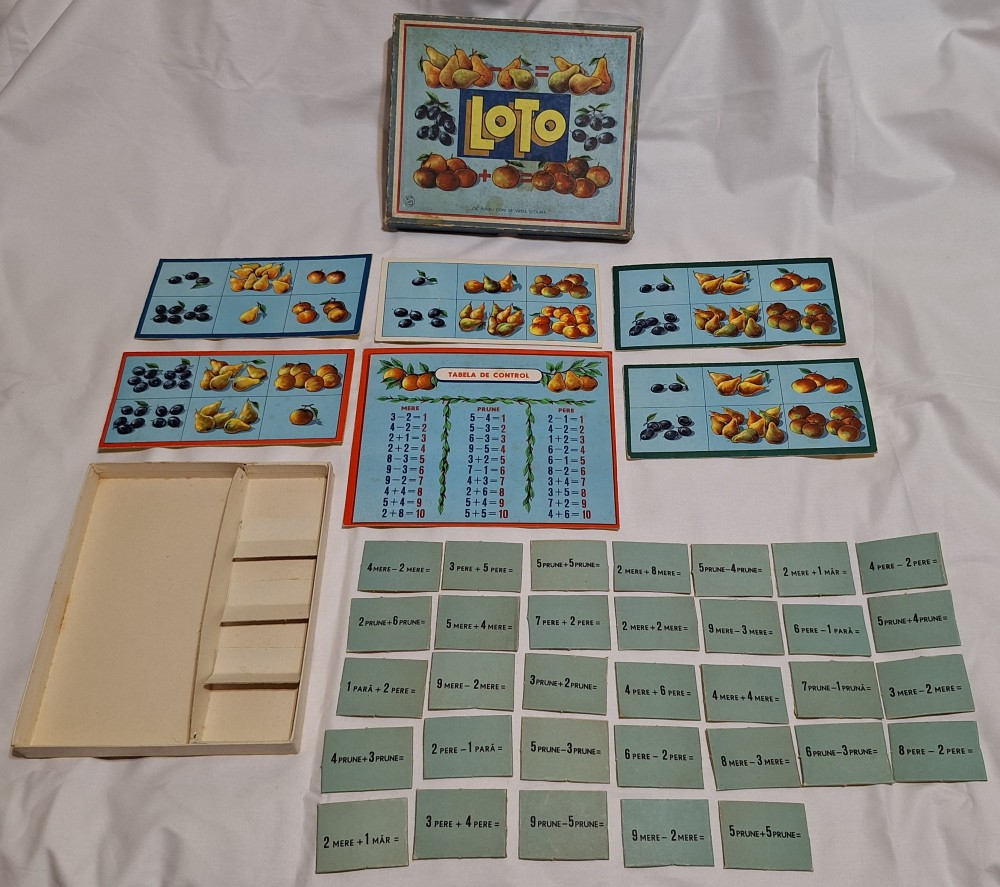 - =
LOTO
+ =
TABELA DE CONTROL
MERE PRUNE PERE
3-2=1 5-4=1 2-1=1
4-2=2 5-3=2 4-2=2
2+1=3 6-3=3 1+2=3
2+2=4 9-5=4 6-2=4
8-3=5 3+2=5 6-1=5
9-3=6 7-1=6 8-2=6
9-2=7 4+3=7 3+4=7
4+4=8 2+6=8 3+5=8
5+4=9 5+4=9 7+2=9
2+8=10 5+5=10 4+6=10
4 MERE - 2 MERE = 3 PERE + 5 PERE = 5 PRUNE + 5 PRUNE = 2 MERE + 8 MERE = 5 PRUNE - 4 PRUNE = 2 MERE + 1 MĂR = 4 PERE - 2 PERE =
2 PRUNE + 6 PRUNE = 5 MERE + 4 MERE = 7 PERE + 2 PERE = 2 MERE + 2 MERE = 9 MERE - 3 MERE = 6 PERE - 1 PARĂ = 5 PRUNE + 4 PRUNE =
1 PARĂ + 2 PERE = 9 MERE - 2 MERE = 3 PRUNE + 2 PRUNE = 4 PERE + 6 PERE = 4 MERE + 4 MERE = 7 PRUNE - 1 PRUNĂ = 3 MERE - 2 MERE =
4 PRUNE + 3 PRUNE = 2 PERE - 1 PARĂ = 5 PRUNE - 3 PRUNE = 6 PERE - 2 PERE = 8 MERE - 3 MERE = 6 PRUNE - 3 PRUNE = 8 PERE - 2 PERE =
2 MERE + 1 MĂR = 3 PERE + 4 PERE = 9 PRUNE - 5 PRUNE = 9 MERE - 2 MERE = 5 PRUNE + 5 PRUNE =